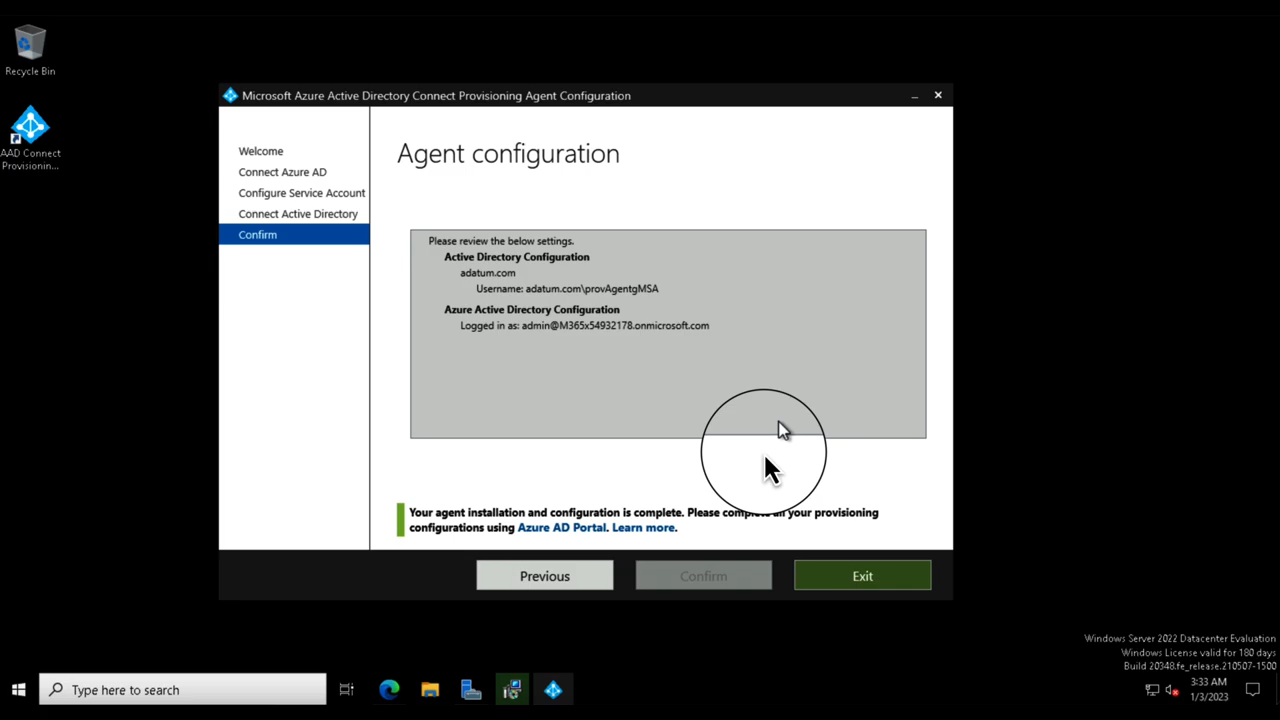 Recycle Bin
AAD Connect
Provisionin...
Microsoft Azure Active Directory Connect Provisioning Agent Configuration
Welcome
Connect Azure AD
Configure Service Account
Connect Active Directory
Confirm
Agent configuration
Please review the below settings.
Active Directory Configuration
adatum.com
Username: adatum.com\provAgentgMSA
Azure Active Directory Configuration
Logged in as: admin@M365x54932178.onmicrosoft.com
Your agent installation and configuration is complete. Please complete all your provisioning
configurations using Azure AD Portal. Learn more.
Previous
Confirm
Exit
Windows Server 2022 Datacenter Evaluation
Windows License valid for 180 days
Build 20348.fe_release.210507-1500
Type here to search
3:33 AM
1/3/2023